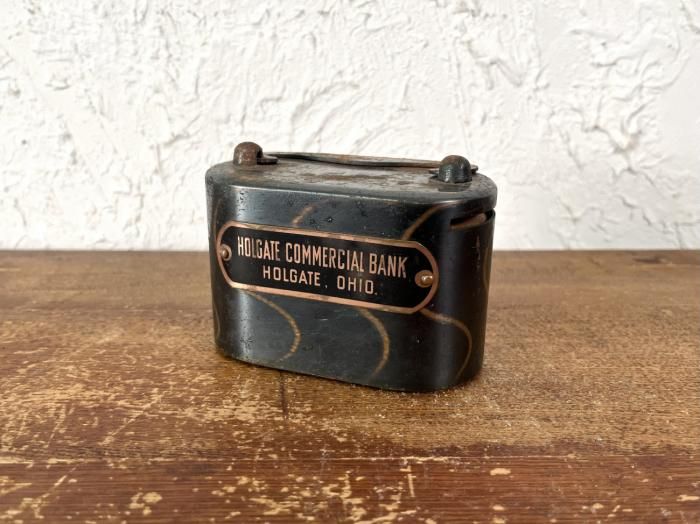 HOLGATE COMMERCIAL BANK
HOLGATE, OHIO.